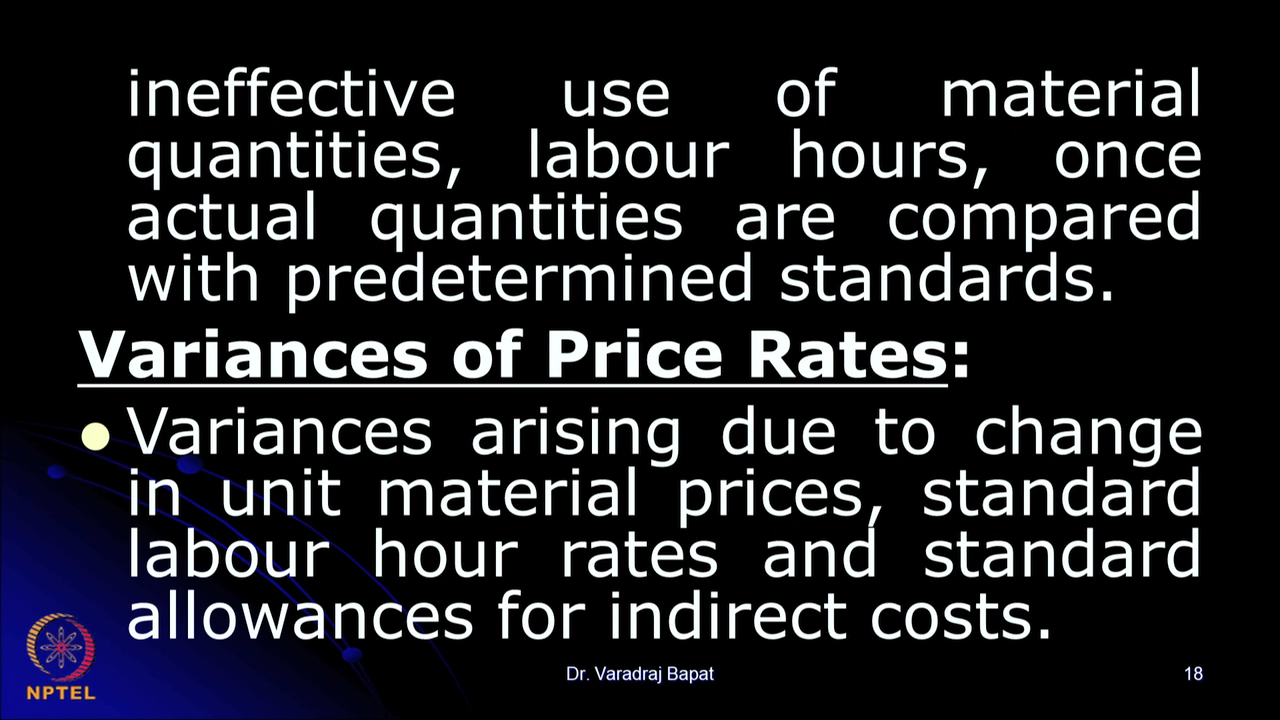 ineffective use of material
quantities, labour hours, once
actual quantities are compared
with predetermined standards.
Variances of Price Rates:
Variances arising due to change
in unit material prices, standard
labour hour rates and standard
allowances for indirect costs.
NPTEL
Dr. Varadraj Bapat
18